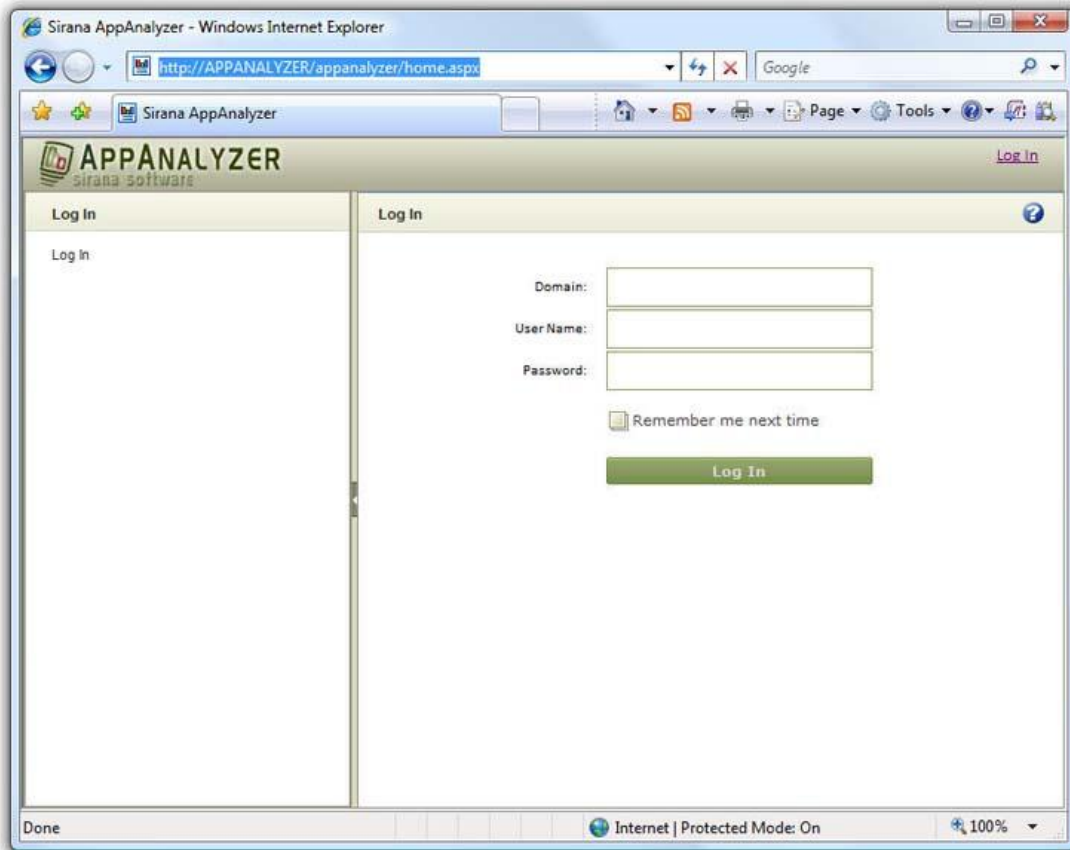 Sirana AppAnalyzer - Windows Internet Explorer
http://APPANALYZER/appanalyzer/home.aspx
Google
Sirana AppAnalyzer
Page
Tools
APPANALYZER
sirana software
Log In
Log In
Log In
Log In
Domain:
User Name:
Password:
Remember me next time
Log In
Done
Internet | Protected Mode: On
100%